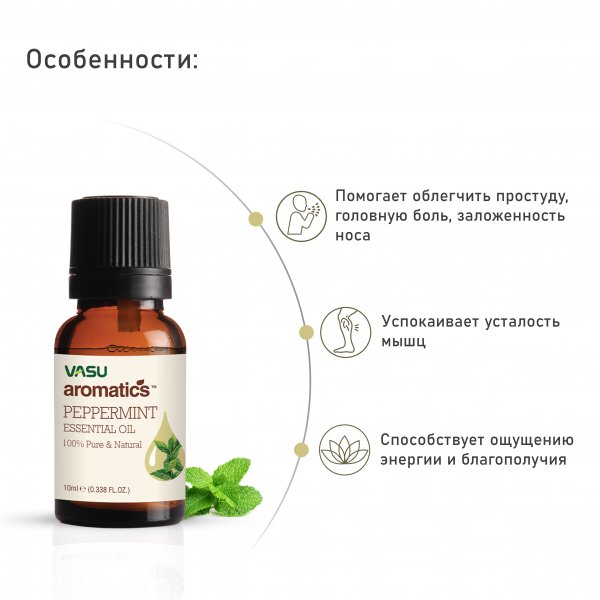 Особенности:
Помогает облегчить простуду,
головную боль, заложенность
носа
Успокаивает усталость
мышц
Способствует ощущению
энергии и благополучия
VASU
aromatics™
PEPPERMINT
ESSENTIAL OIL
100% Pure & Natural
10ml ℮ (0.338 FL.OZ.)